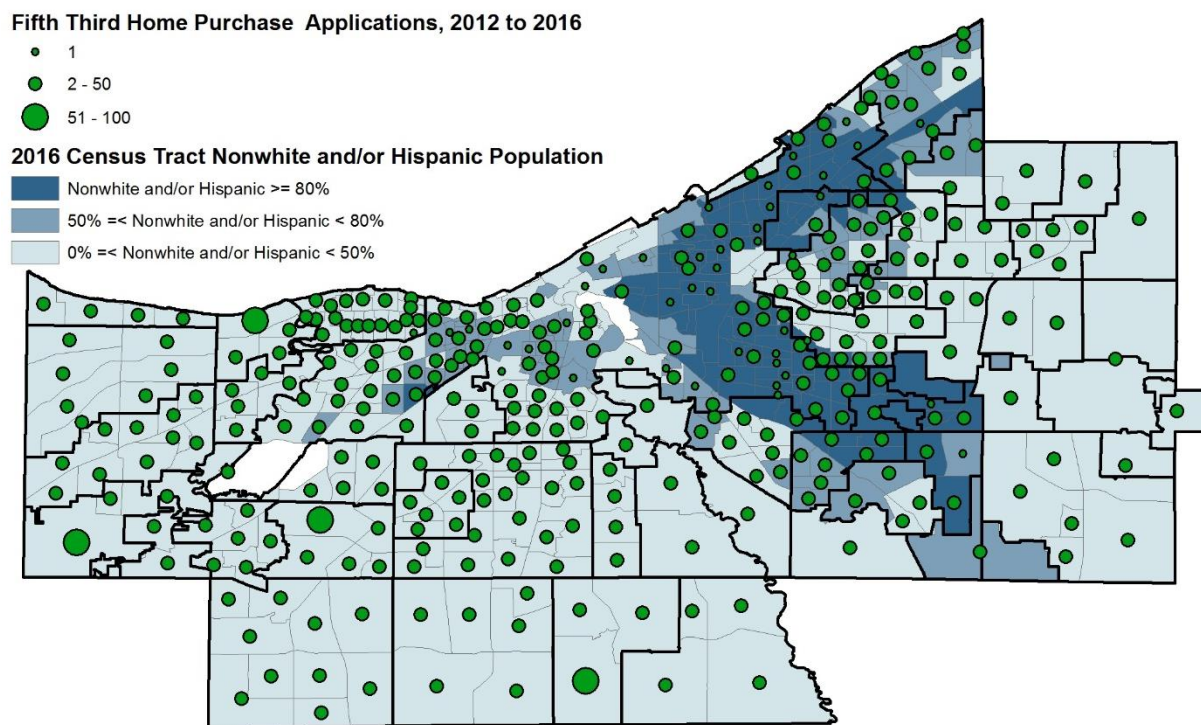 Fifth Third Home Purchase  Applications, 2012 to 2016
1
2 - 50
51 - 100
2016 Census Tract Nonwhite and/or Hispanic Population
Nonwhite and/or Hispanic >= 80%
50% =< Nonwhite and/or Hispanic < 80%
0% =< Nonwhite and/or Hispanic < 50%